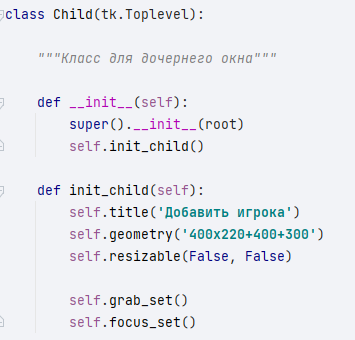 class Child(tk.Toplevel):
    """Класс для дочернего окна"""
    def __init__(self):
        super().__init__(root)
        self.init_child()
    def init_child(self):
        self.title('Добавить игрока')
        self.geometry('400x220+400+300')
        self.resizable(False, False)
        self.grab_set()
        self.focus_set()